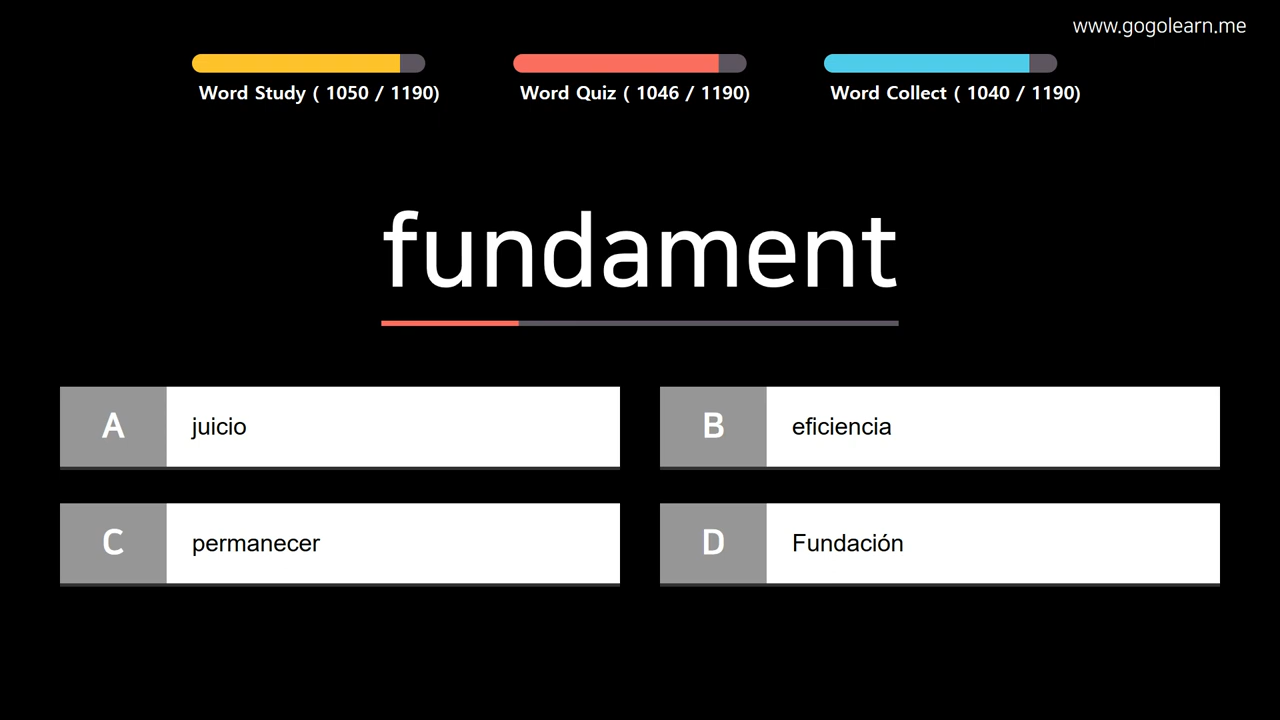 www.gogolearn.me
Word Study ( 1050 / 1190)
Word Quiz ( 1046 / 1190)
Word Collect ( 1040 / 1190)
fundament
A juicio
B eficiencia
C permanecer
D Fundación